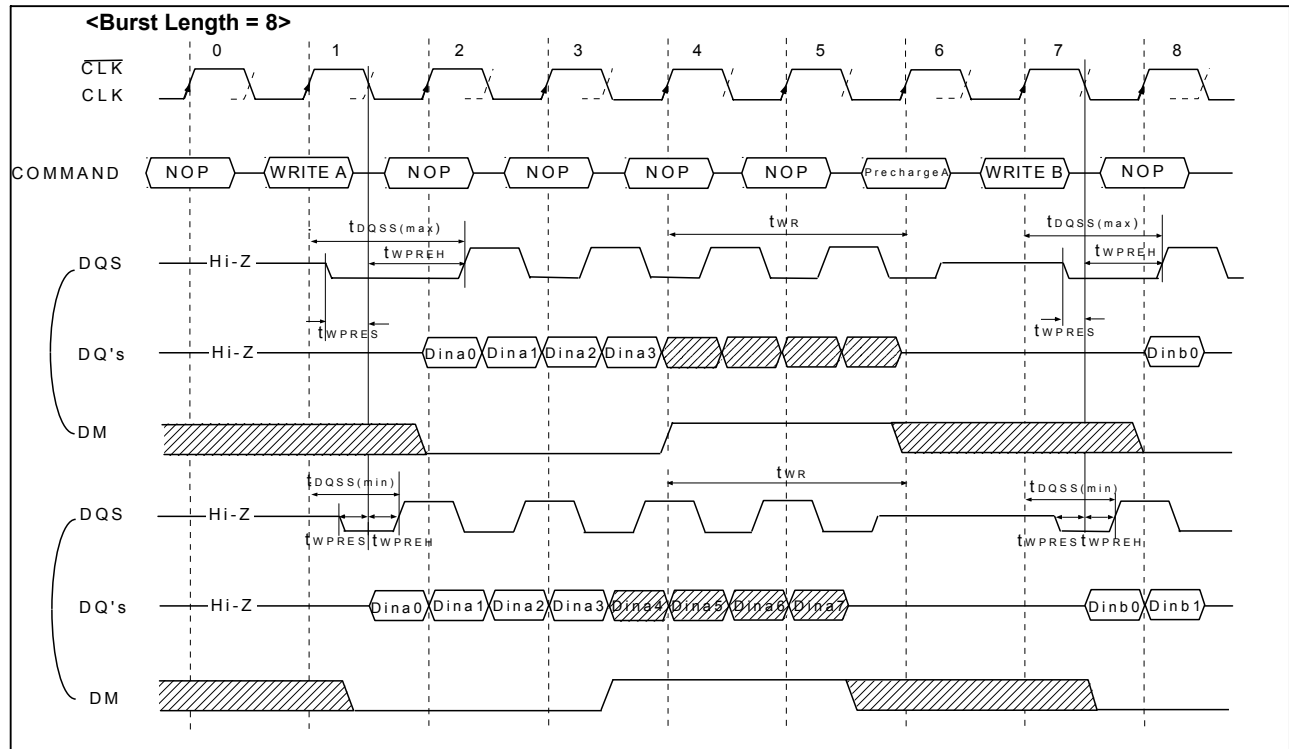 <Burst Length = 8>
0 1 2 3 4 5 6 7 8
CLK
CLK
COMMAND NOP WRITE A NOP NOP NOP NOP PrechargeA WRITE B NOP
tDQSS(max) tWR tDQSS(max)
tWPREH tWPREH
DQS Hi-Z
tWPRES tWPRES
DQ's Hi-Z Dina0 Dina1 Dina2 Dina3 Dinb0
DM
tDQSS(min) tWR tDQSS(min)
DQS Hi-Z
tWPRES tWPREH tWPRES tWPREH
DQ's Hi-Z Dina0 Dina1 Dina2 Dina3 Dina4 Dina5 Dina6 Dina7 Dinb0 Dinb1
DM